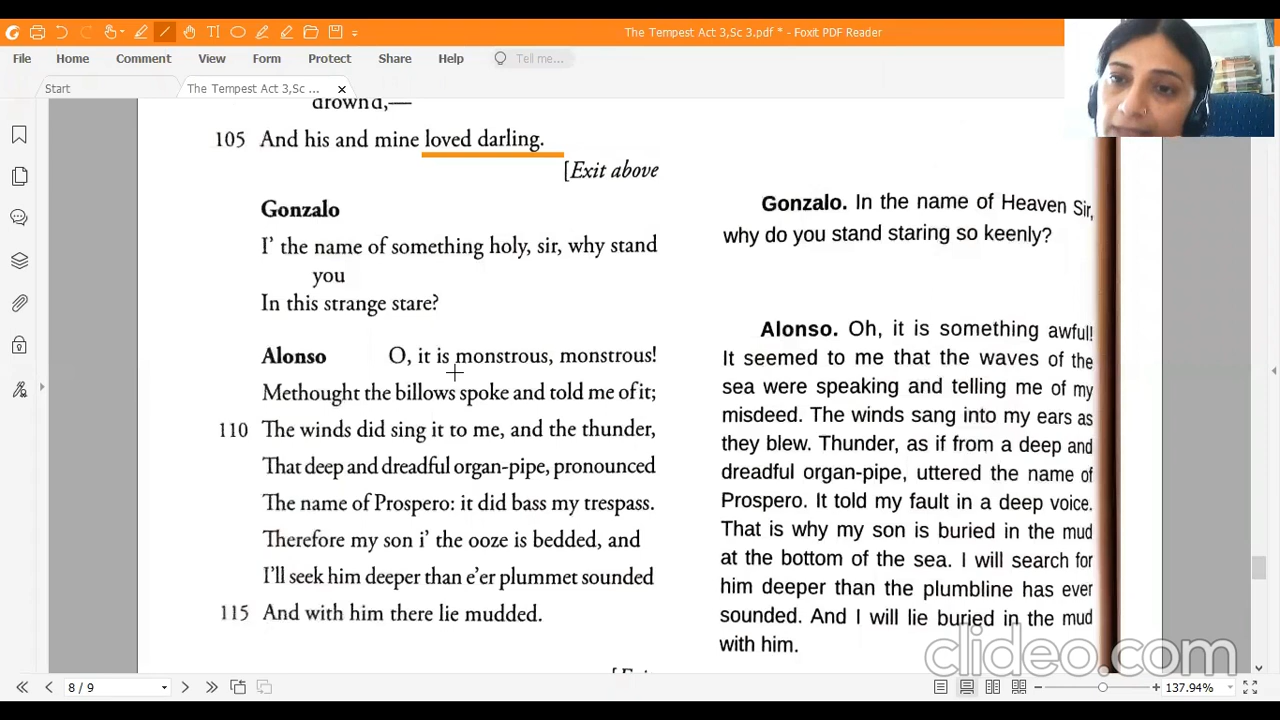 The Tempest Act 3,Sc 3.pdf * - Foxit PDF Reader
File Home Comment View Form Protect Share Help Tell me...
Start The Tempest Act 3,Sc ...
drown'd,—
105 And his and mine loved darling.
[Exit above
Gonzalo
I' the name of something holy, sir, why stand
you
In this strange stare?
Alonso O, it is monstrous, monstrous!
Methought the billows spoke and told me of it;
110 The winds did sing it to me, and the thunder,
That deep and dreadful organ-pipe, pronounced
The name of Prospero: it did bass my trespass.
Therefore my son i' the ooze is bedded, and
I'll seek him deeper than e'er plummet sounded
115 And with him there lie mudded.
[Exit
Gonzalo. In the name of Heaven Sir,
why do you stand staring so keenly?
Alonso. Oh, it is something awful!
It seemed to me that the waves of the
sea were speaking and telling me of my
misdeed. The winds sang into my ears as
they blew. Thunder, as if from a deep and
dreadful organ-pipe, uttered the name of
Prospero. It told my fault in a deep voice.
That is why my son is buried in the mud
at the bottom of the sea. I will search for
him deeper than the plumbline has ever
sounded. And I will lie buried in the mud
with him.
clideo.com
8 / 9 137.94%